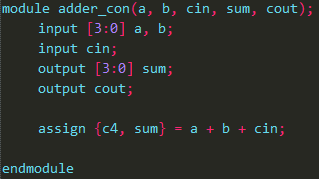 module adder_con(a, b, cin, sum, cout);
input [3:0] a, b;
input cin;
output [3:0] sum;
output cout;
assign {c4, sum} = a + b + cin;
endmodule